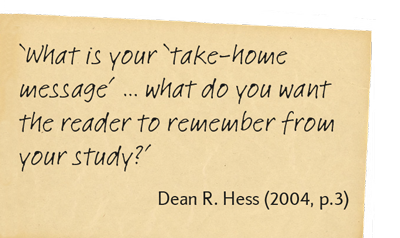 ‘What is your ‘take-home
message’ ... what do you want
the reader to remember from
your study?’
Dean R. Hess (2004, p.3)